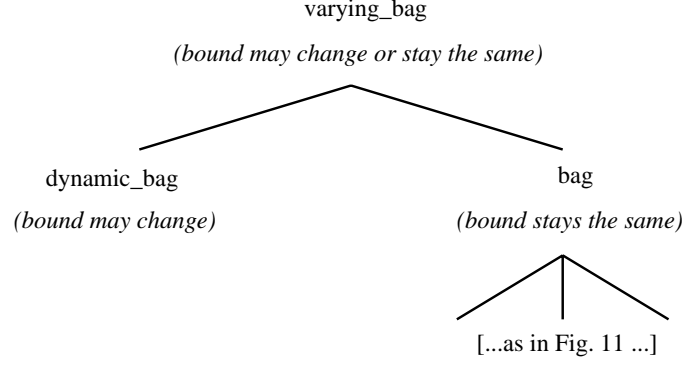 varying_bag
(bound may change or stay the same)
dynamic_bag
bag
(bound may change)
(bound stays the same)
[...as in Fig. 11 ...]